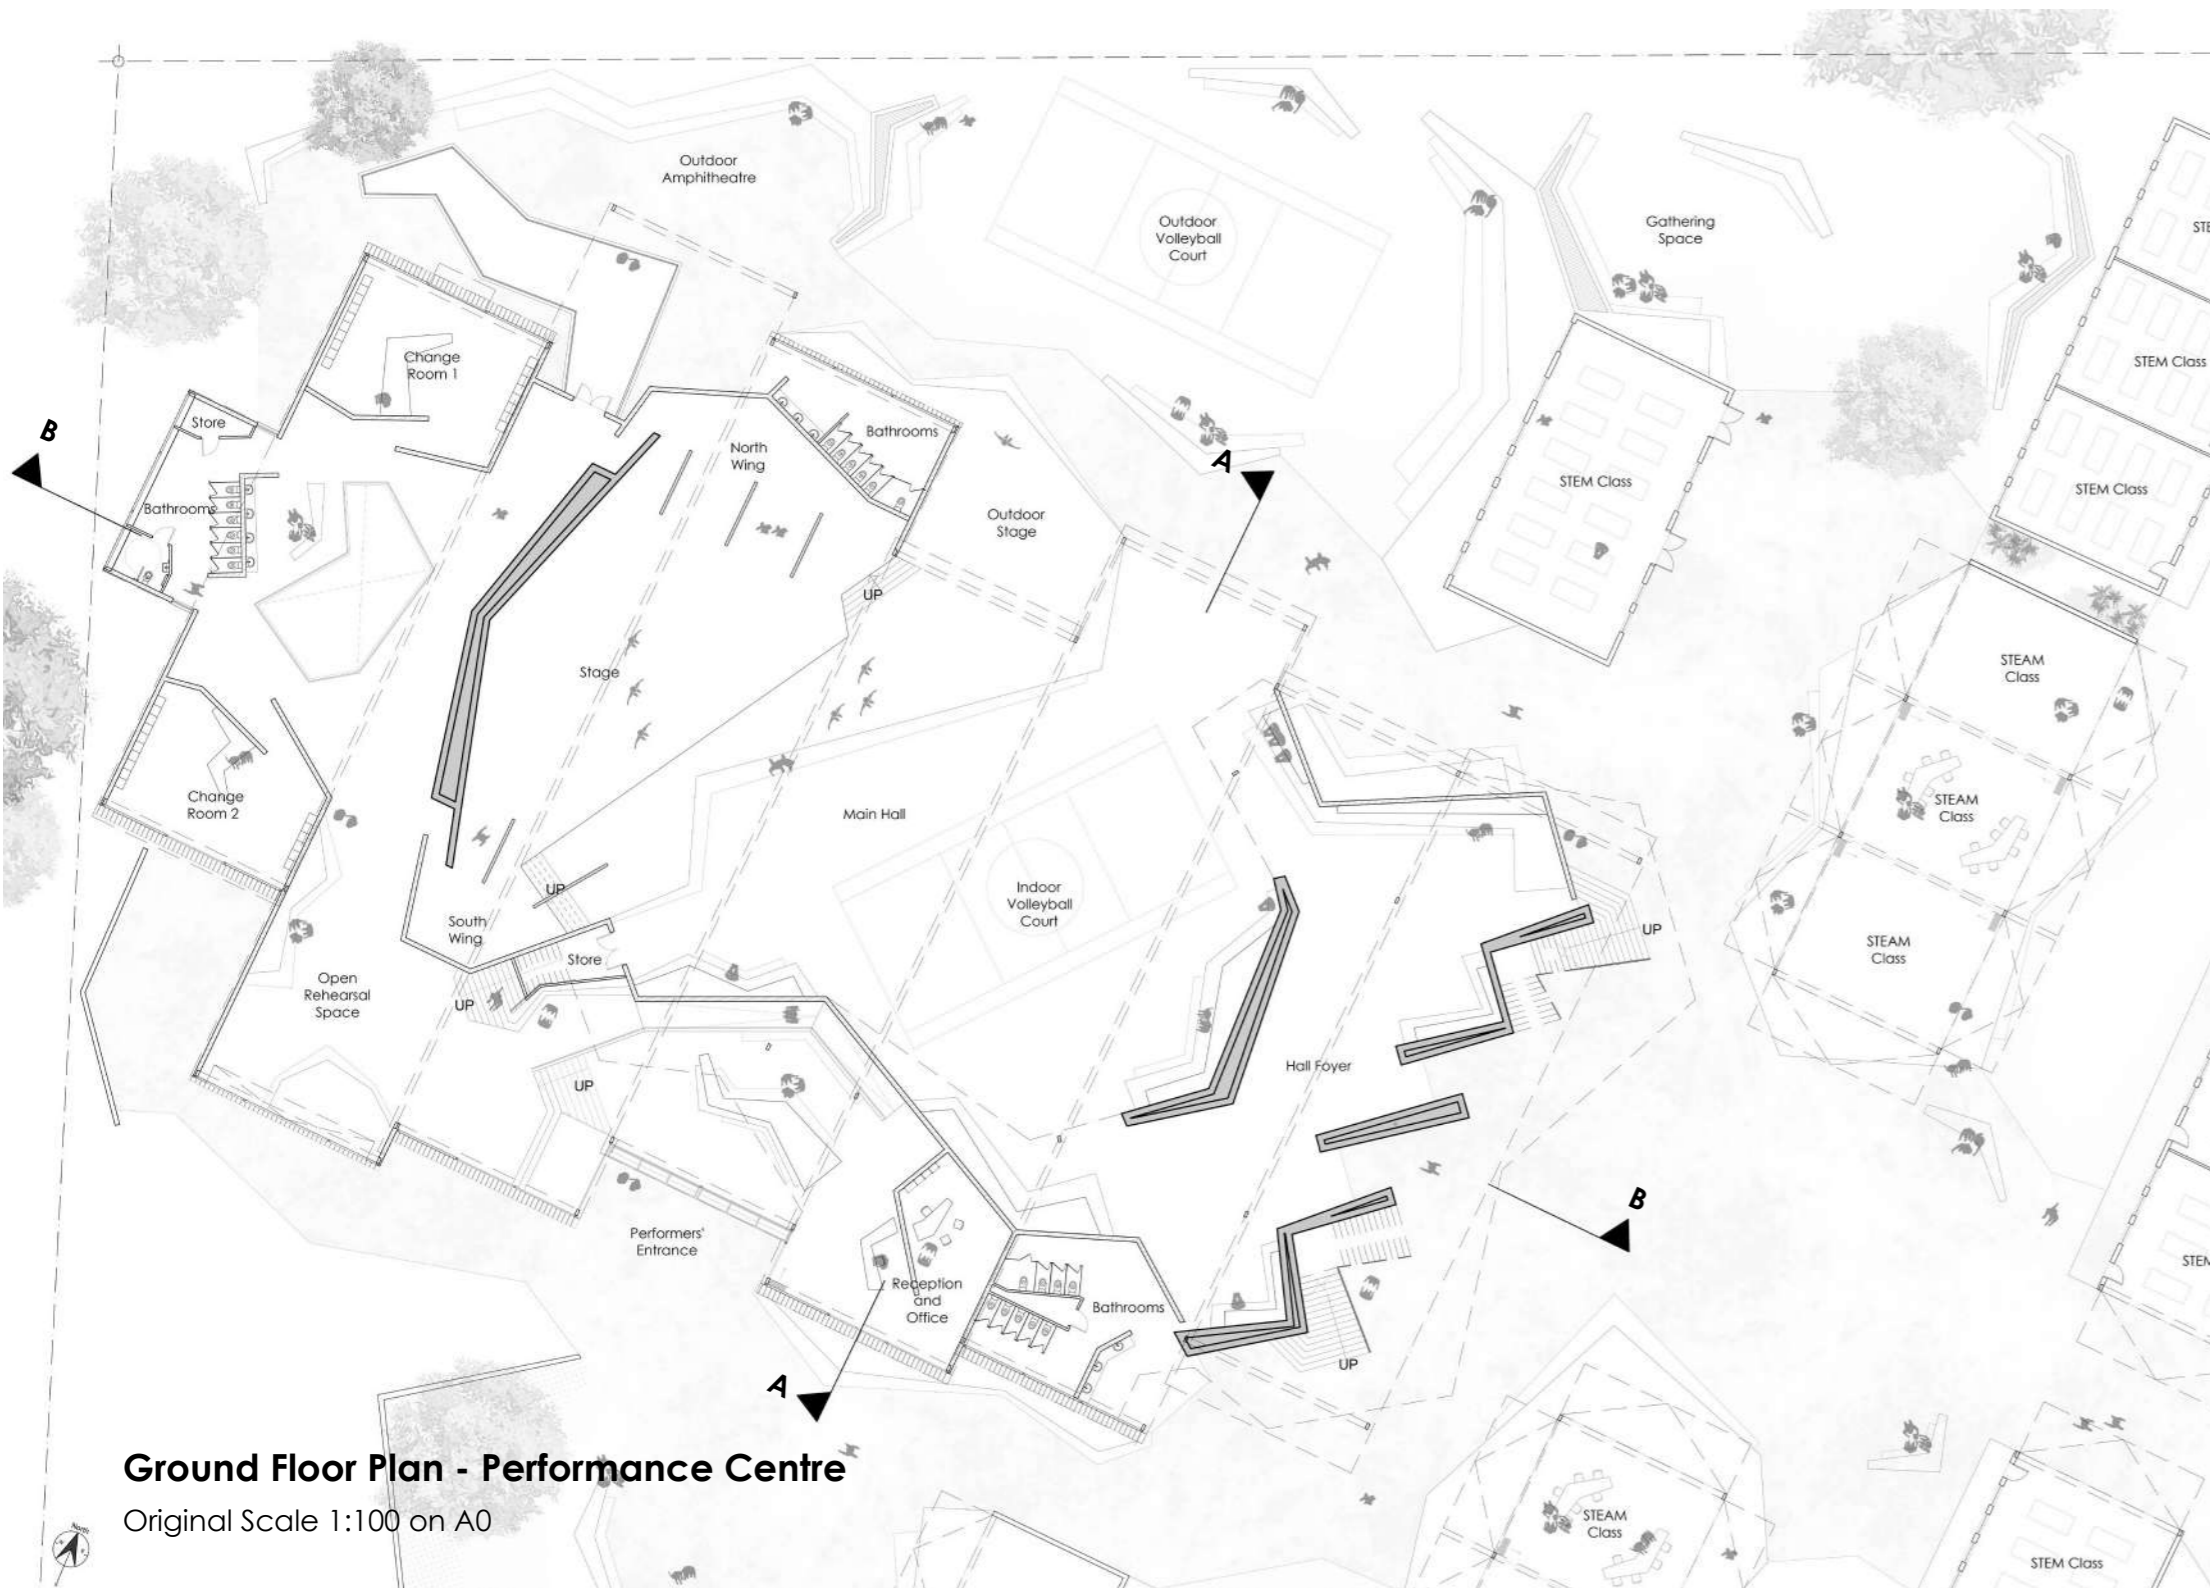 Outdoor
Amphitheatre
Outdoor
Volleyball
Court
Gathering
Space
STE
Change
Room 1
STEM Class
Store
B
Bathrooms
North
Wing
A
STEM Class
STEM Class
Bathrooms
Outdoor
Stage
UP
STEAM
Class
Stage
Change
Room 2
Main Hall
STEAM
Class
UP
Indoor
Volleyball
Court
South
Wing
Store
UP
STEAM
Class
Open
Rehearsal
Space
UP
UP
Hall Foyer
B
Performers'
Entrance
Reception
and
Office
Bathrooms
STEM
UP
A
Ground Floor Plan - Performance Centre
Original Scale 1:100 on A0
North
STEAM
Class
STEM Class